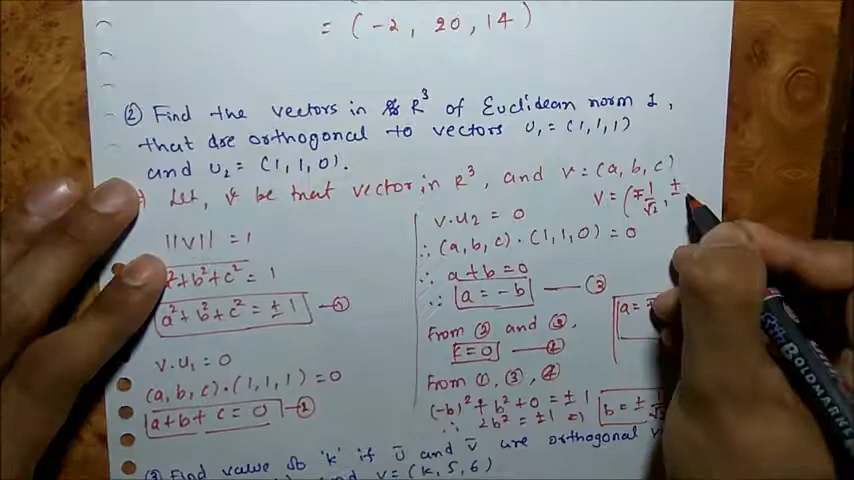 = (-2, 20, 14)
② Find the vectors in R³ of Euclidean norm 1,
that are orthogonal to vectors u₁ = (1,1,1)
and u₂ = (1,1,0).
Let, v be that vector in R³, and v = (a, b, c)
v = (∓1/√2, ±
||v|| = 1
a²+b²+c² = 1
a²+b²+c² = ±1 —①
v·u₁ = 0
(a,b,c)·(1,1,1) = 0
a+b+c = 0 —②
v·u₂ = 0
∴ (a,b,c)·(1,1,0) = 0
∴ a+b = 0
∴ a = -b —③
From ② and ③,
c = 0 —④
From ①, ③, ④
(-b)²+b²+0 = ±1
∴ 2b² = ±1 ⇒ b = ± 1/√2
a =
③ Find value of 'k' if ū and v̄ are orthogonal
and v = (k, 5, 6)
BOLDMARK